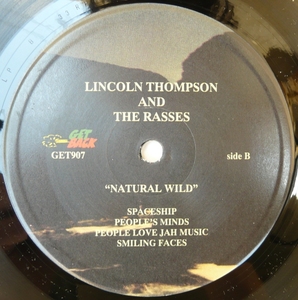 LINCOLN THOMPSON
AND
THE RASSES
GET
BACK
GET907
side B
"NATURAL WILD"
SPACESHIP
PEOPLE'S MINDS
PEOPLE LOVE JAH MUSIC
SMILING FACES